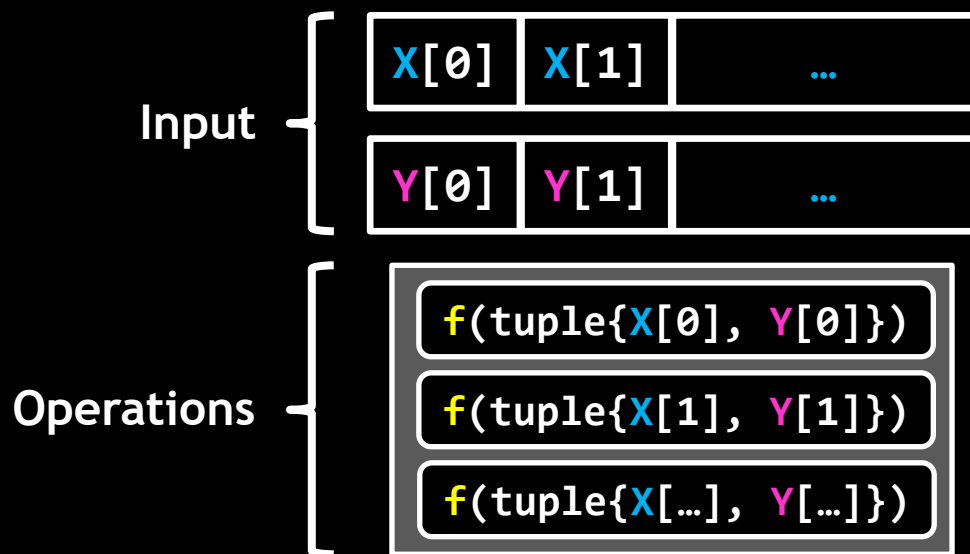 Input
X[0] X[1] …
Y[0] Y[1] …
Operations
f(tuple{X[0], Y[0]})
f(tuple{X[1], Y[1]})
f(tuple{X[…], Y[…]})